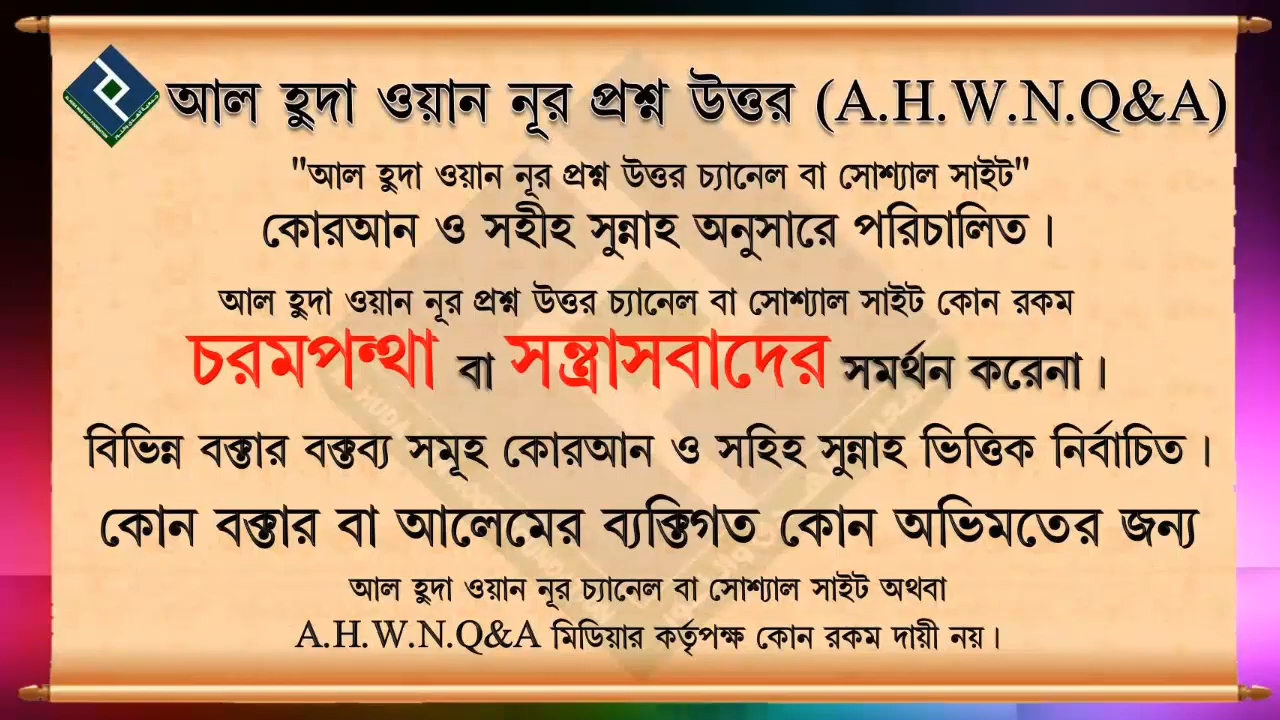 আল হুদা ওয়ান নূর প্রশ্ন উত্তর (A.H.W.N.Q&A)
"আল হুদা ওয়ান নূর প্রশ্ন উত্তর চ্যানেল বা সোশ্যাল সাইট"
কোরআন ও সহীহ সুন্নাহ অনুসারে পরিচালিত।
আল হুদা ওয়ান নূর প্রশ্ন উত্তর চ্যানেল বা সোশ্যাল সাইট কোন রকম
চরমপন্থা বা সন্ত্রাসবাদের সমর্থন করেনা।
বিভিন্ন বক্তার বক্তব্য সমূহ কোরআন ও সহিহ সুন্নাহ ভিত্তিক নির্বাচিত।
কোন বক্তার বা আলেমের ব্যক্তিগত কোন অভিমতের জন্য
আল হুদা ওয়ান নূর চ্যানেল বা সোশ্যাল সাইট অথবা
A.H.W.N.Q&A মিডিয়ার কর্তৃপক্ষ কোন রকম দায়ী নয়।